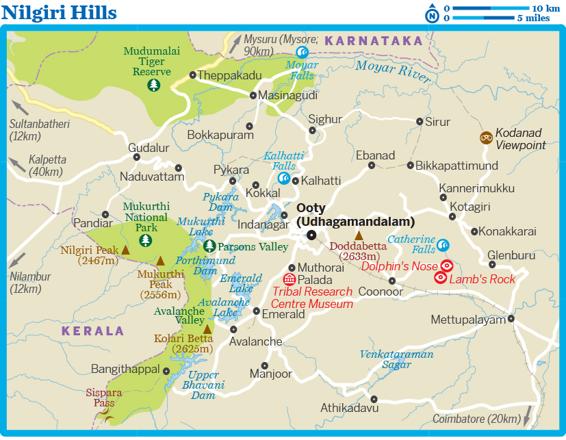 Nilgiri Hills
N
0 10 km
0 5 miles
Mysuru (Mysore;
90km)
KARNATAKA
Mudumalai
Tiger
Reserve
Moyar
Falls
Moyar River
Theppakadu
Masinagudi
Sultanbatheri
(12km)
Sighur
Sirur
Bokkapuram
Kodanad
Viewpoint
Gudalur
Kalpetta
(40km)
Kalhatti
Falls
Ebanad
Bikkapattimund
Naduvattam
Pykara
Kokkal
Kalhatti
Kannerimukku
Pykara
Dam
Mukurthi
National
Park
Ooty
(Udhagamandalam)
Kotagiri
Pandiar
Mukurthi
Lake
Indanagar
Konnakkarai
Nilgiri Peak
(2467m)
Parsons Valley
Doddabetta
(2633m)
Catherine
Falls
Porthimund
Dam
Glenburu
Nilambur
(12km)
Mukurthi
Peak
(2556m)
Emerald
Lake
Muthorai
Palada
Dolphin's Nose
Lamb's Rock
Tribal Research
Centre Museum
Coonoor
Avalanche
Lake
Avalanche
Valley
Emerald
Mettupalayam
KERALA
Kolari Betta
(2625m)
Avalanche
Venkataraman
Sagar
Bangithappal
Manjoor
Upper
Bhavani
Dam
Sispara
Pass
Athikadavu
Coimbatore (20km)